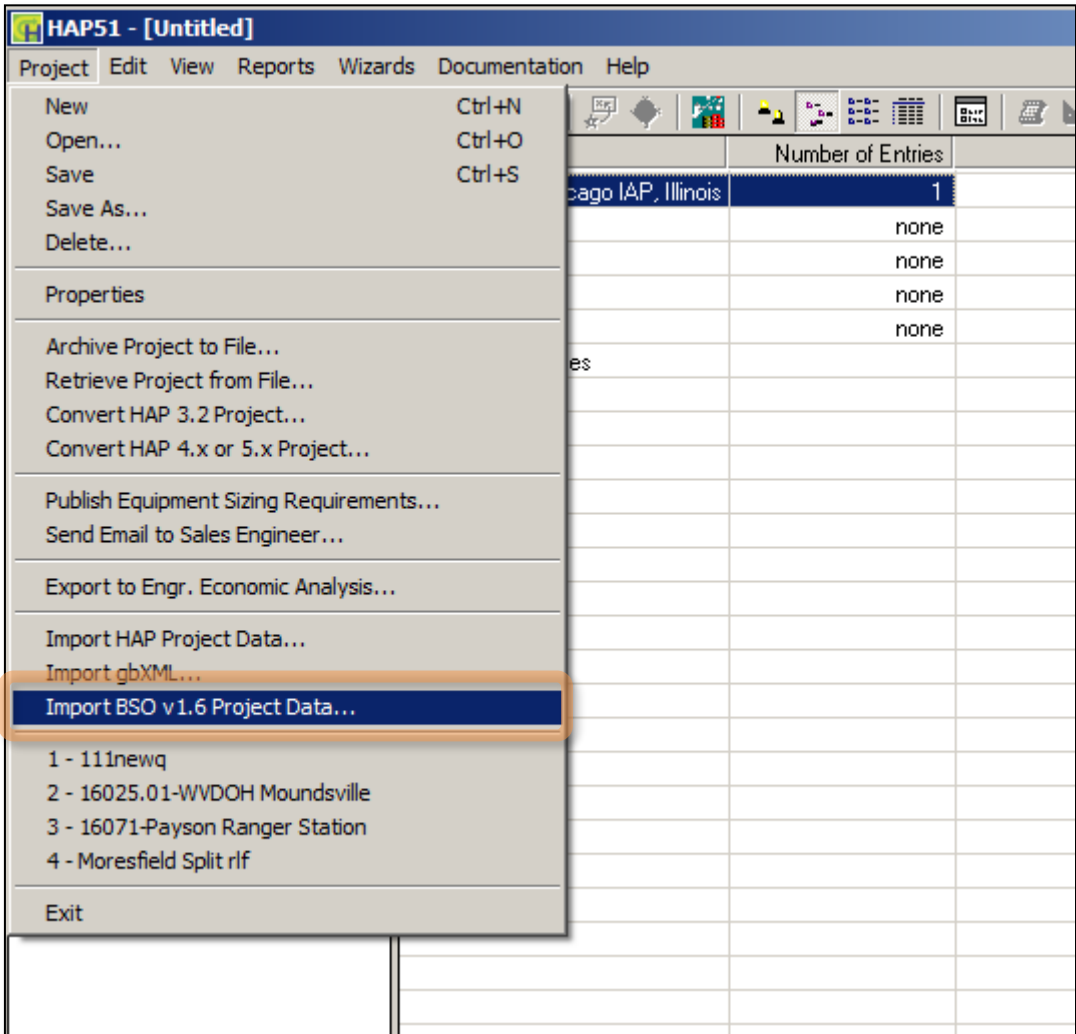 HAP51 - [Untitled]
Project Edit View Reports Wizards Documentation Help
New Ctrl+N
Open... Ctrl+O
Save Ctrl+S
Save As...
Delete...
Properties
Archive Project to File...
Retrieve Project from File...
Convert HAP 3.2 Project...
Convert HAP 4.x or 5.x Project...
Publish Equipment Sizing Requirements...
Send Email to Sales Engineer...
Export to Engr. Economic Analysis...
Import HAP Project Data...
Import gbXML...
Import BSO v1.6 Project Data...
1 - 111newq
2 - 16025.01-WVDOH Moundsville
3 - 16071-Payson Ranger Station
4 - Moresfield Split rlf
Exit
Number of Entries
cago IAP, Illinois 1
none
none
none
none
es